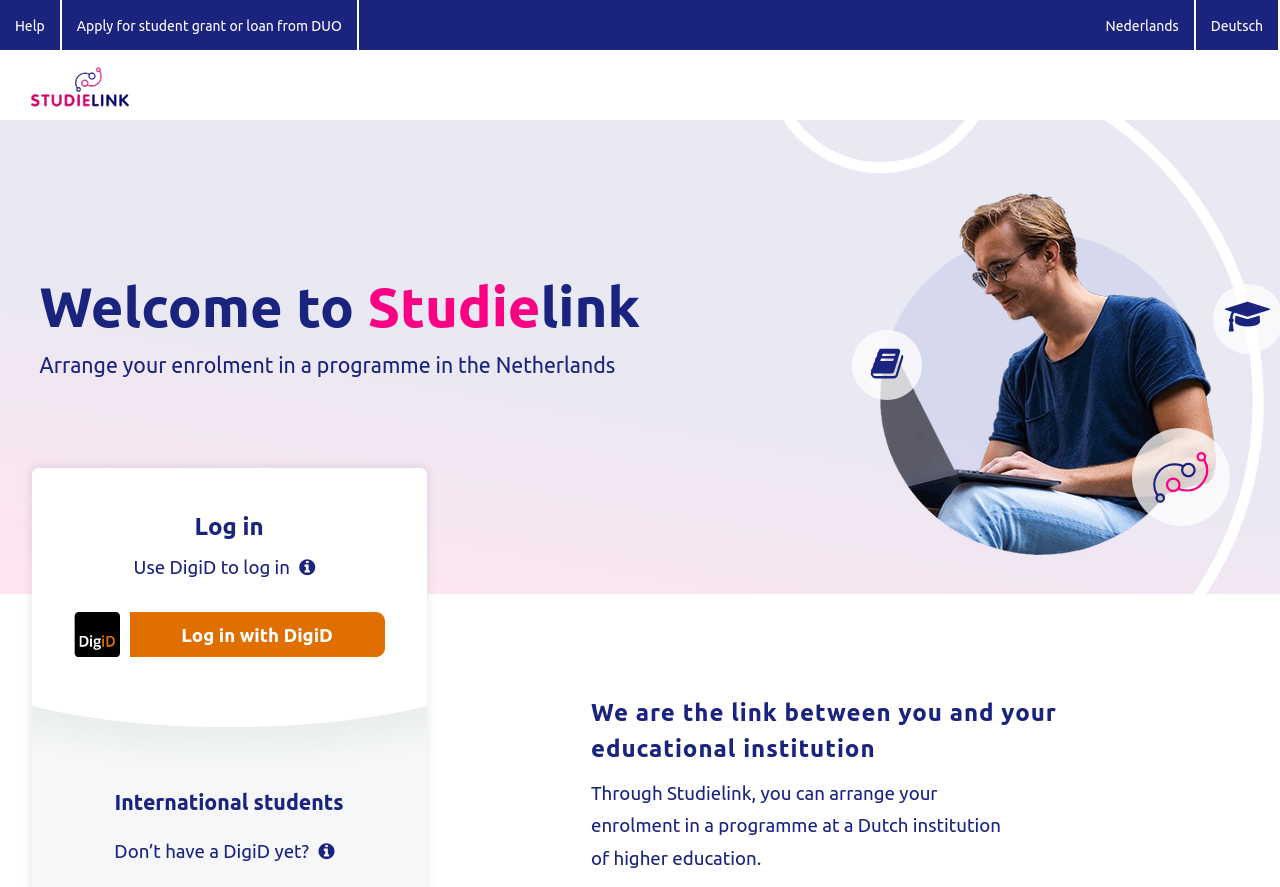 Help
Apply for student grant or loan from DUO
Nederlands
Deutsch
STUDIELINK
Welcome to Studielink
Arrange your enrolment in a programme in the Netherlands
Log in
Use DigiD to log in
DigiD
Log in with DigiD
We are the link between you and your
educational institution
Through Studielink, you can arrange your
enrolment in a programme at a Dutch institution
of higher education.
International students
Don’t have a DigiD yet?